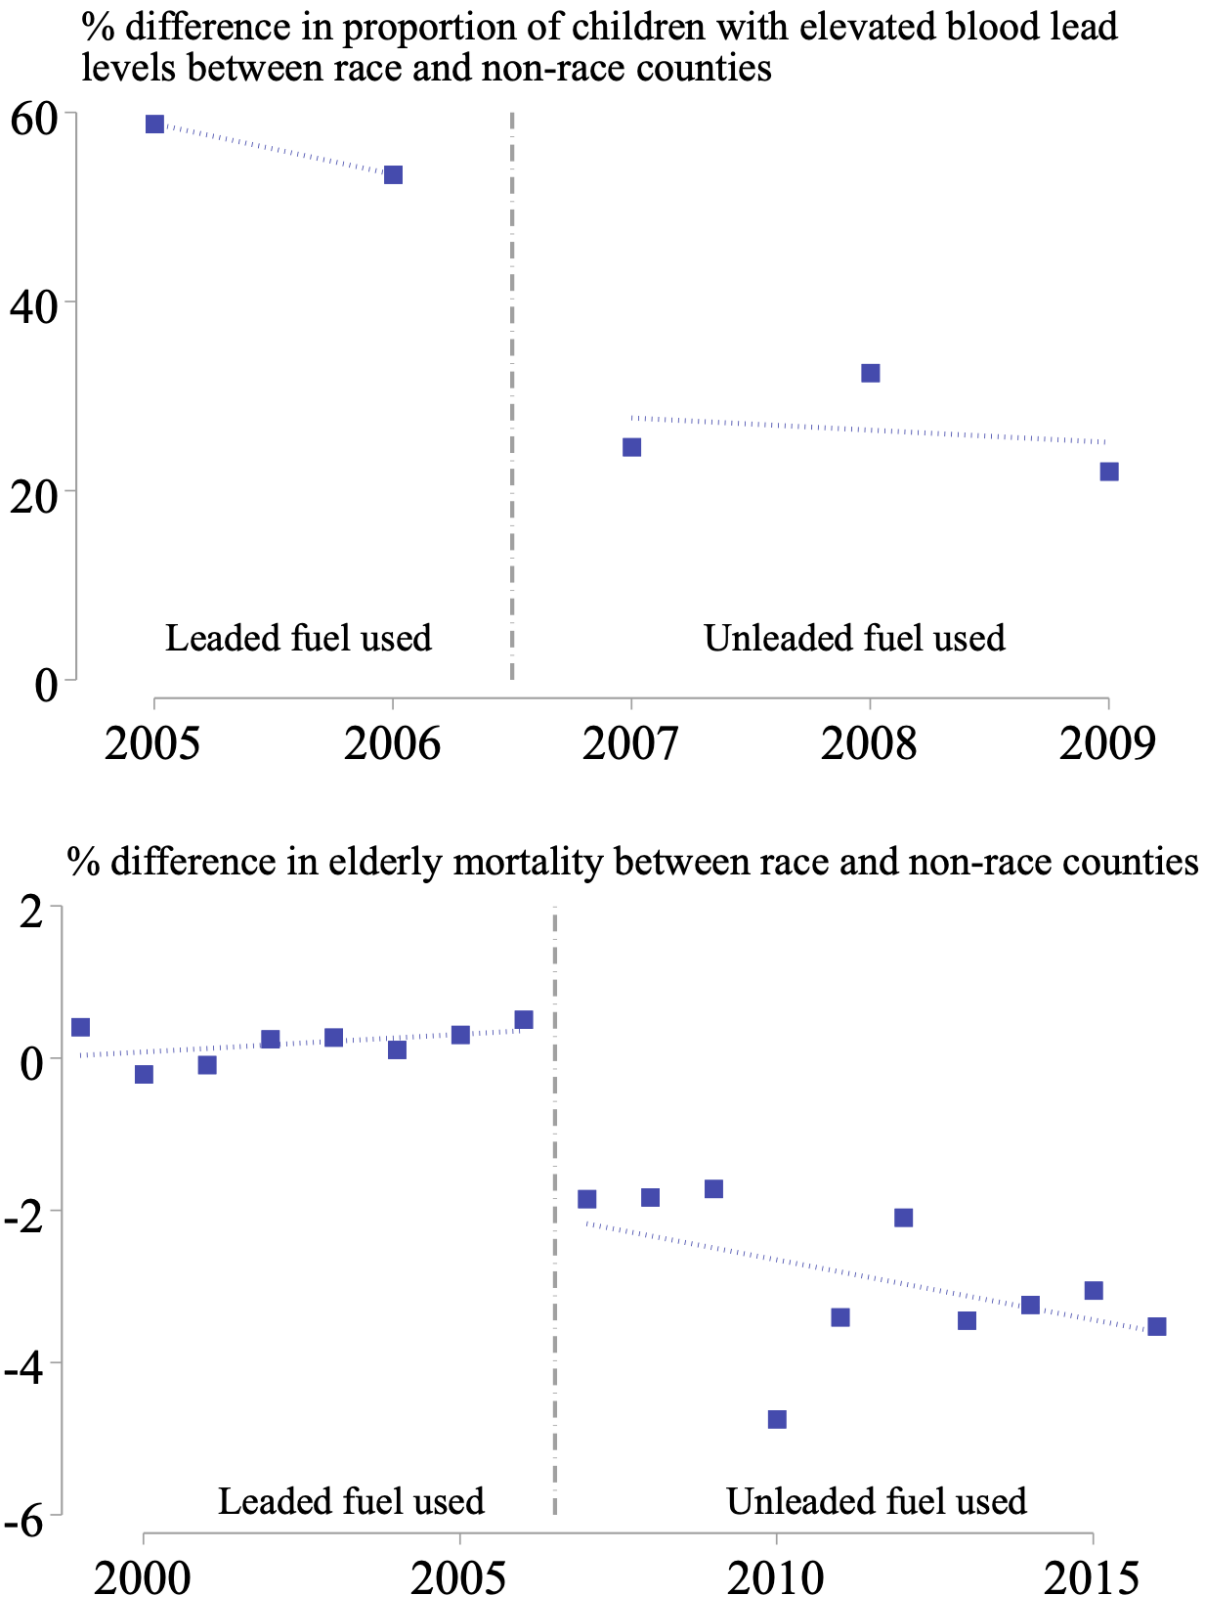 % difference in proportion of children with elevated blood lead
levels between race and non-race counties
60
40
20
0
Leaded fuel used
Unleaded fuel used
2005
2006
2007
2008
2009
% difference in elderly mortality between race and non-race counties
2
0
-2
-4
-6
Leaded fuel used
Unleaded fuel used
2000
2005
2010
2015